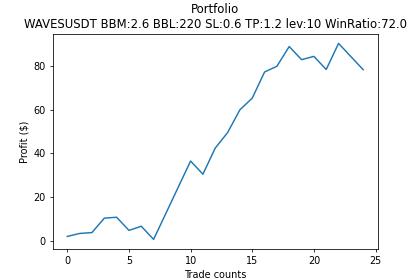 Portfolio
WAVESUSDT BBM:2.6 BBL:220 SL:0.6 TP:1.2 lev:10 WinRatio:72.0
Profit ($)
80
60
40
20
0
0 5 10 15 20 25
Trade counts